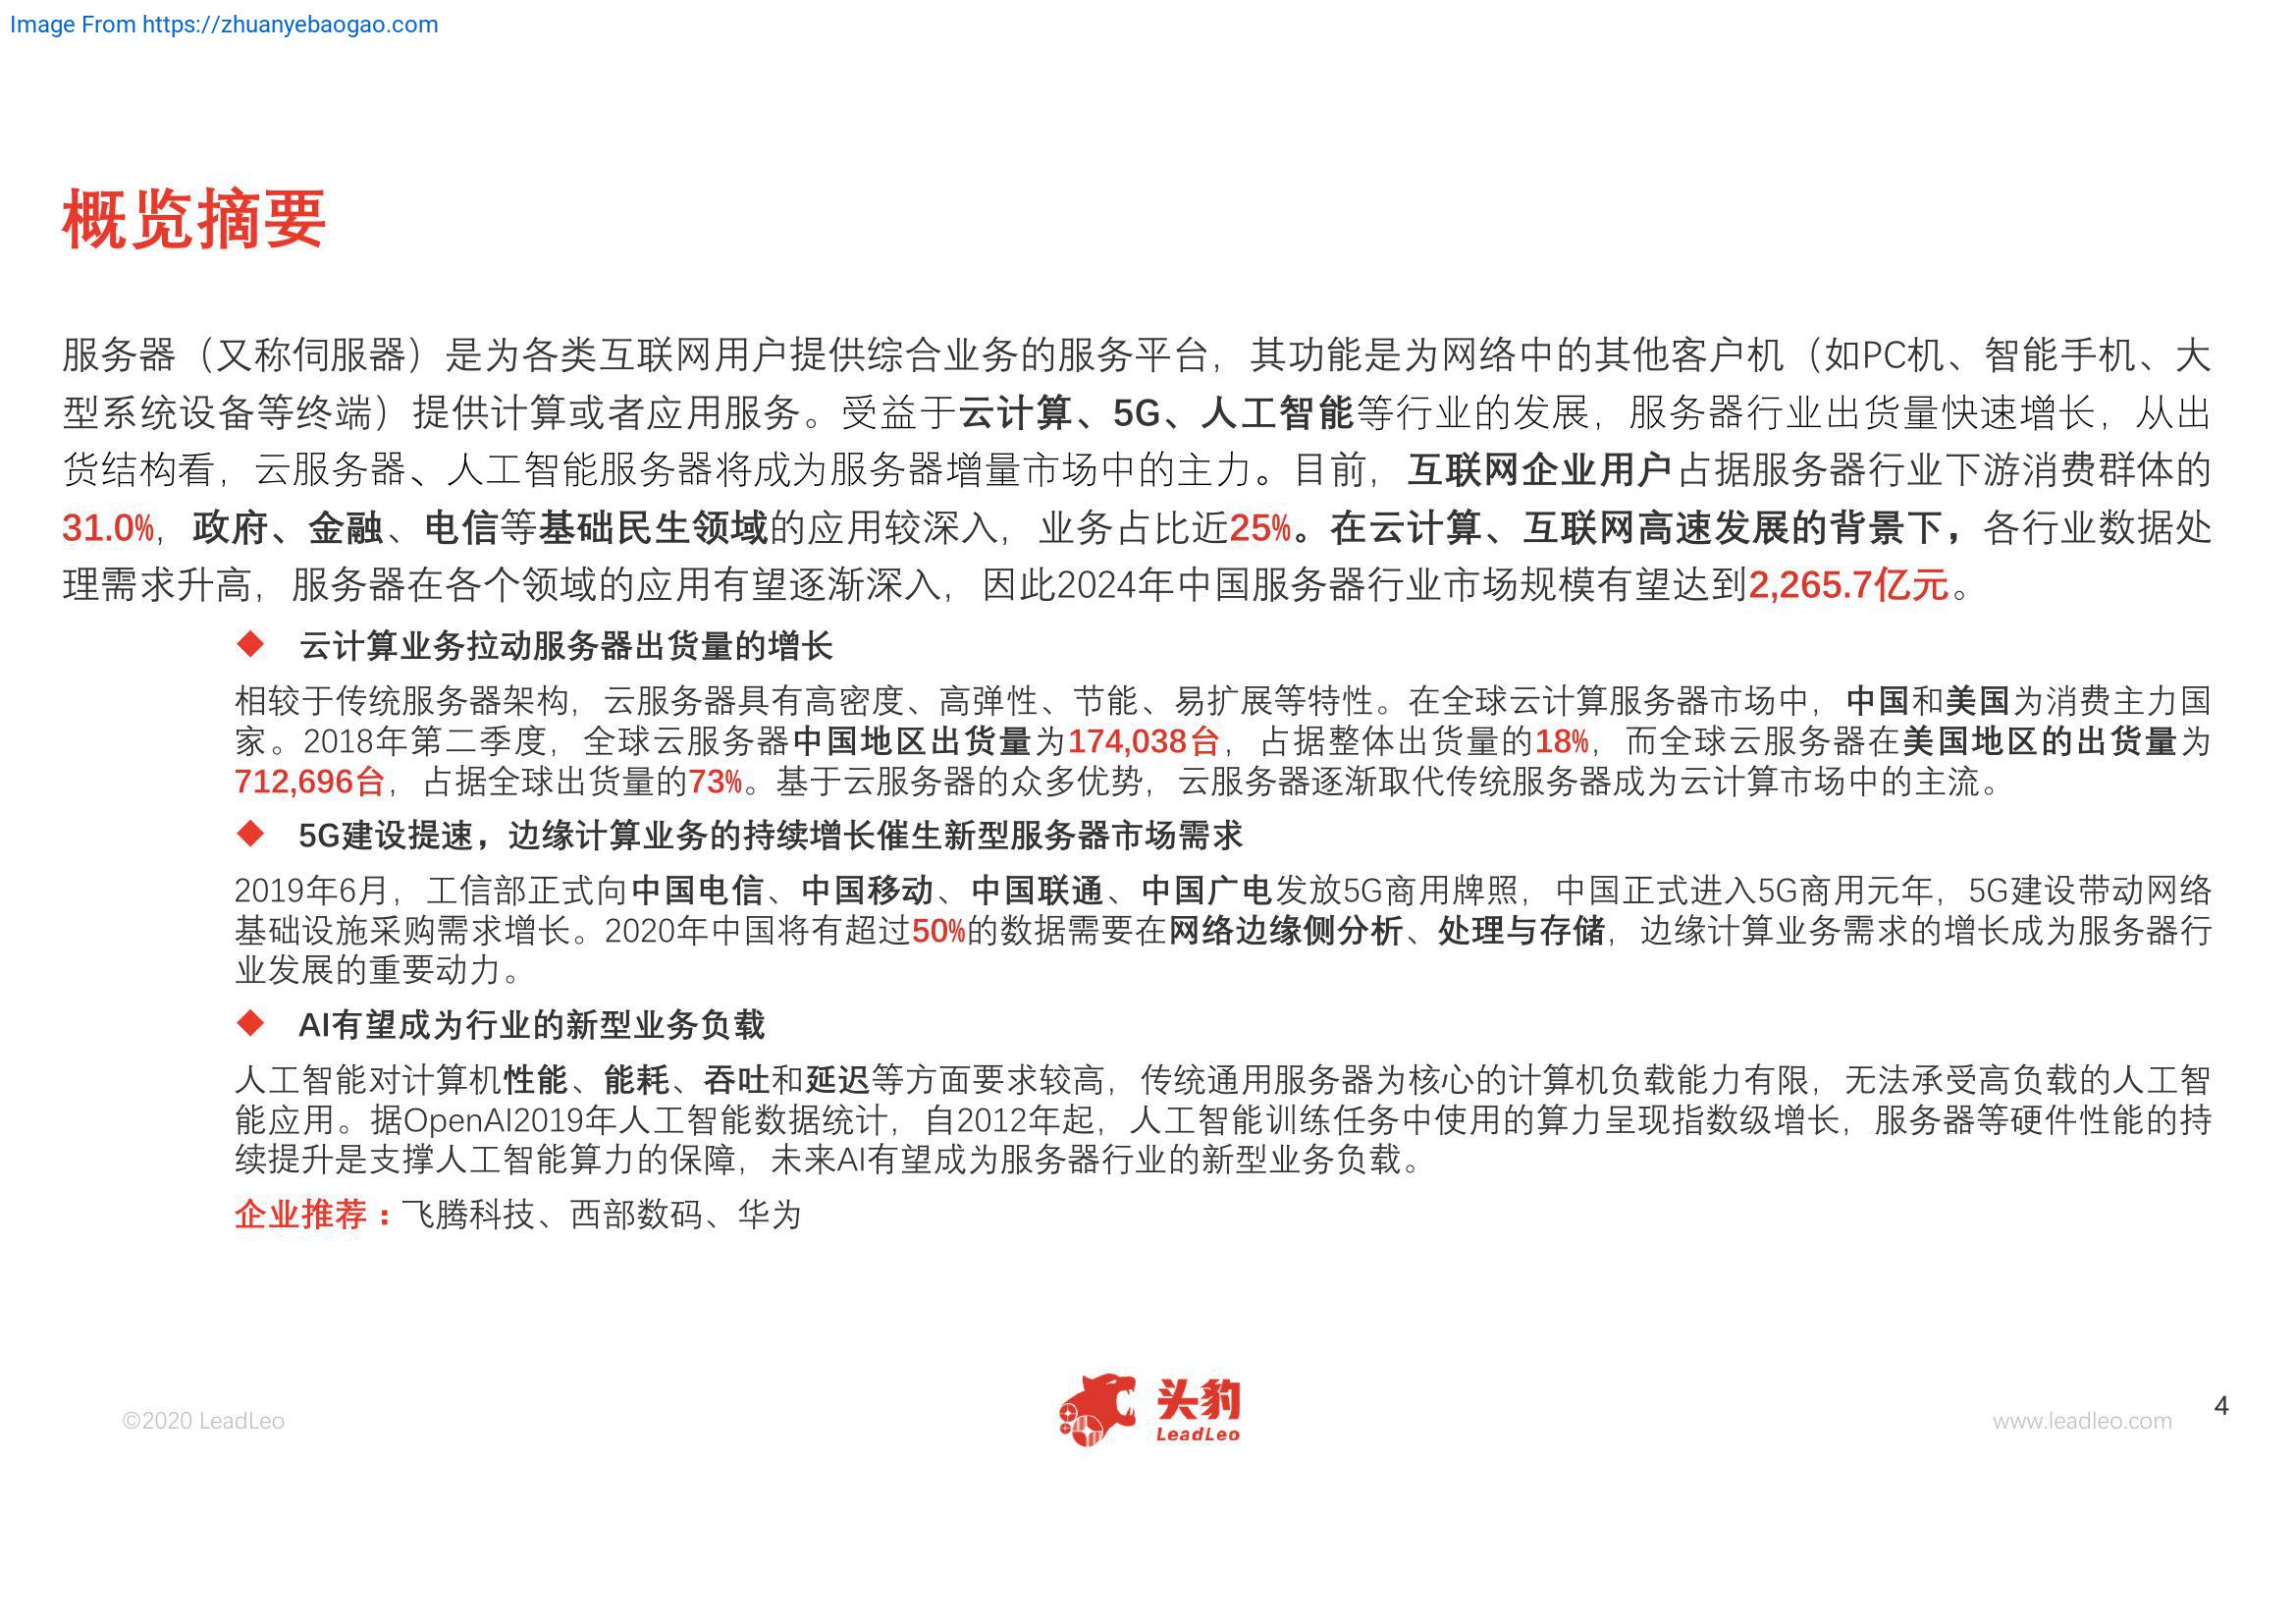 Image From https://zhuanyebaogao.com
概览摘要
服务器（又称伺服器）是为各类互联网用户提供综合业务的服务平台，其功能是为网络中的其他客户机（如PC机、智能手机、大
型系统设备等终端）提供计算或者应用服务。受益于云计算、5G、人工智能等行业的发展，服务器行业出货量快速增长，从出
货结构看，云服务器、人工智能服务器将成为服务器增量市场中的主力。目前，互联网企业用户占据服务器行业下游消费群体的
31.0%，政府、金融、电信等基础民生领域的应用较深入，业务占比近25%。在云计算、互联网高速发展的背景下，各行业数据处
理需求升高，服务器在各个领域的应用有望逐渐深入，因此2024年中国服务器行业市场规模有望达到2,265.7亿元。
◆ 云计算业务拉动服务器出货量的增长
相较于传统服务器架构，云服务器具有高密度、高弹性、节能、易扩展等特性。在全球云计算服务器市场中，中国和美国为消费主力国
家。2018年第二季度，全球云服务器中国地区出货量为174,038台，占据整体出货量的18%，而全球云服务器在美国地区的出货量为
712,696台，占据全球出货量的73%。基于云服务器的众多优势，云服务器逐渐取代传统服务器成为云计算市场中的主流。
◆ 5G建设提速，边缘计算业务的持续增长催生新型服务器市场需求
2019年6月，工信部正式向中国电信、中国移动、中国联通、中国广电发放5G商用牌照，中国正式进入5G商用元年，5G建设带动网络
基础设施采购需求增长。2020年中国将有超过50%的数据需要在网络边缘侧分析、处理与存储，边缘计算业务需求的增长成为服务器行
业发展的重要动力。
◆ AI有望成为行业的新型业务负载
人工智能对计算机性能、能耗、吞吐和延迟等方面要求较高，传统通用服务器为核心的计算机负载能力有限，无法承受高负载的人工智
能应用。据OpenAI2019年人工智能数据统计，自2012年起，人工智能训练任务中使用的算力呈现指数级增长，服务器等硬件性能的持
续提升是支撑人工智能算力的保障，未来AI有望成为服务器行业的新型业务负载。
企业推荐：飞腾科技、西部数码、华为
©2020 LeadLeo
头豹
LeadLeo
www.leadleo.com
4